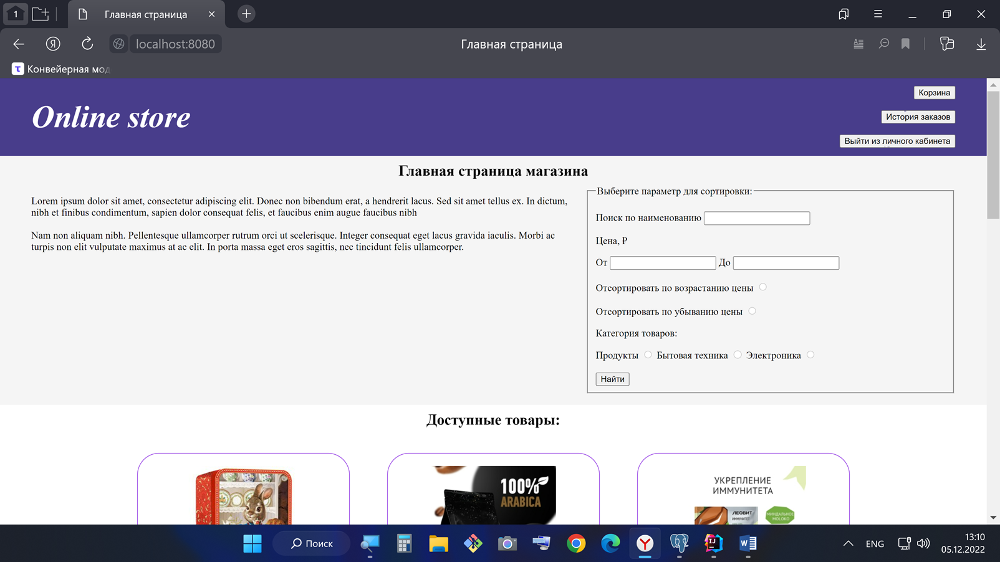 1
Главная страница
Я
localhost:8080
Главная страница
Конвейерная мод
Корзина
Online store
История заказов
Выйти из личного кабинета
Главная страница магазина
Выберите параметр для сортировки:
Lorem ipsum dolor sit amet, consectetur adipiscing elit. Donec non bibendum erat, a hendrerit lacus. Sed sit amet tellus ex. In dictum,
nibh et finibus condimentum, sapien dolor consequat felis, et faucibus enim augue faucibus nibh
Nam non aliquam nibh. Pellentesque ullamcorper rutrum orci ut scelerisque. Integer consequat eget lacus gravida iaculis. Morbi ac
turpis non elit vulputate maximus at ac elit. In porta massa eget eros sagittis, nec tincidunt felis ullamcorper.
Поиск по наименованию
Цена, ₽
От До
Отсортировать по возрастанию цены
Отсортировать по убыванию цены
Категория товаров:
Продукты Бытовая техника Электроника
Найти
Доступные товары:
100%
ARABICA
УКРЕПЛЕНИЕ
ИММУНИТЕТА
ЛЕОВИТ
ИММУНИТЕТ
МИНДАЛЬНОЕ
MOLOKO
Поиск
ENG
13:10
05.12.2022